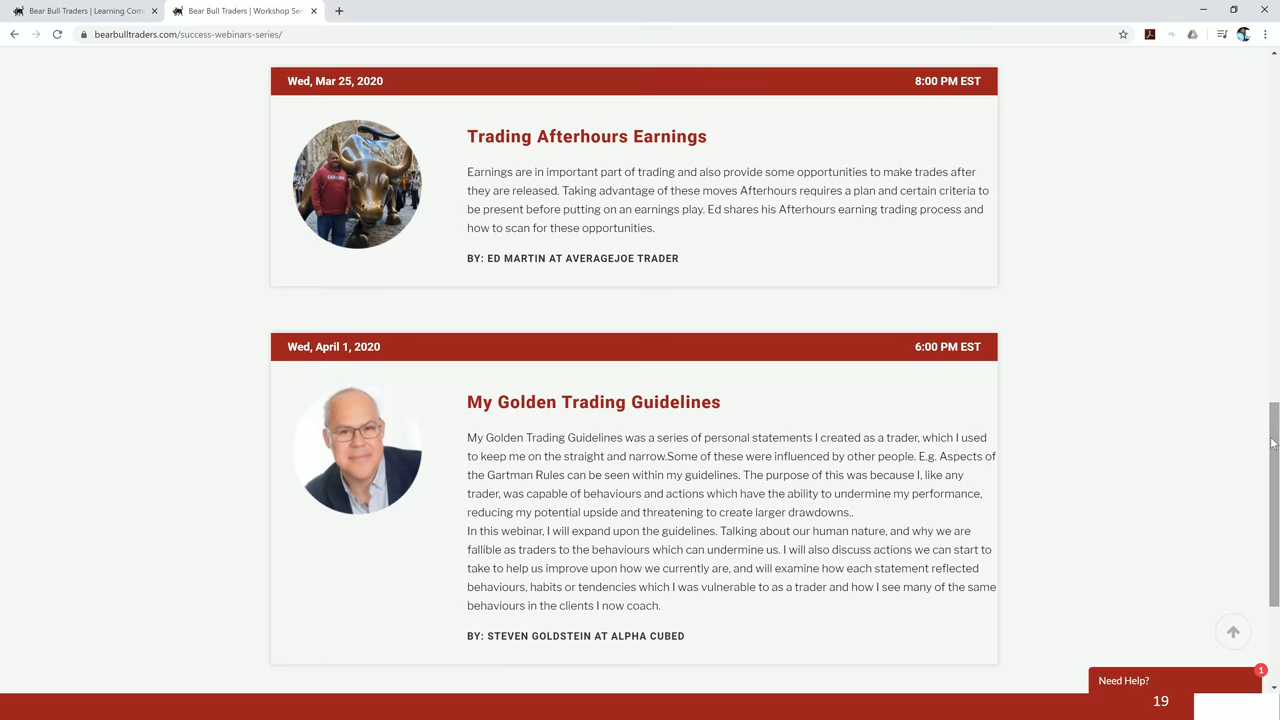 Bear Bull Traders | Learning Com
Bear Bull Traders | Workshop Ser
bearbulltraders.com/success-webinars-series/
Wed, Mar 25, 2020 8:00 PM EST
Trading Afterhours Earnings
Earnings are in important part of trading and also provide some opportunities to make trades after
they are released. Taking advantage of these moves Afterhours requires a plan and certain criteria to
be present before putting on an earnings play. Ed shares his Afterhours earning trading process and
how to scan for these opportunities.
BY: ED MARTIN AT AVERAGEJOE TRADER
Wed, April 1, 2020 6:00 PM EST
My Golden Trading Guidelines
My Golden Trading Guidelines was a series of personal statements I created as a trader, which I used
to keep me on the straight and narrow.Some of these were influenced by other people. E.g. Aspects of
the Gartman Rules can be seen within my guidelines. The purpose of this was because I, like any
trader, was capable of behaviours and actions which have the ability to undermine my performance,
reducing my potential upside and threatening to create larger drawdowns..
In this webinar, I will expand upon the guidelines. Talking about our human nature, and why we are
fallible as traders to the behaviours which can undermine us. I will also discuss actions we can start to
take to help us improve upon how we currently are, and will examine how each statement reflected
behaviours, habits or tendencies which I was vulnerable to as a trader and how I see many of the same
behaviours in the clients I now coach.
BY: STEVEN GOLDSTEIN AT ALPHA CUBED
1
Need Help?
19